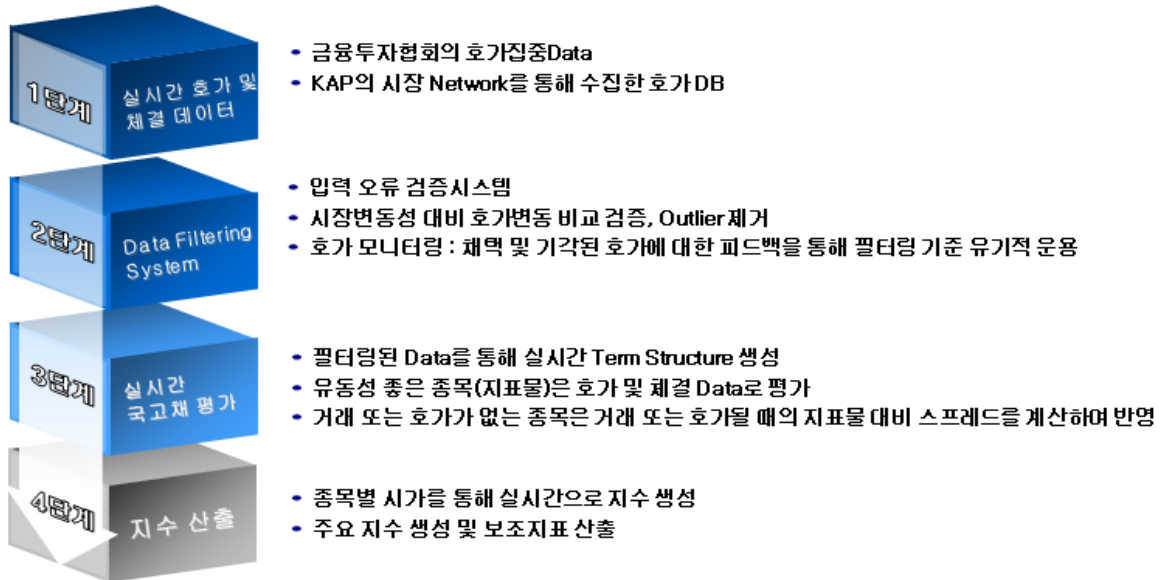 1단계
실시간 호가 및
체결 데이터
• 금융투자협회의 호가집중Data
• KAP의 시장 Network를 통해 수집한 호가 DB
2단계
Data Filtering
System
• 입력 오류 검증시스템
• 시장변동성 대비 호가변동 비교 검증, Outlier 제거
• 호가 모니터링 : 채택 및 기각된 호가에 대한 피드백을 통해 필터링 기준 유기적 운용
3단계
실시간
국고채 평가
• 필터링된 Data를 통해 실시간 Term Structure 생성
• 유동성 좋은 종목(지표물)은 호가 및 체결 Data로 평가
• 거래 또는 호가가 없는 종목은 거래 또는 호가될 때의 지표물 대비 스프레드를 계산하여 반영
4단계
지수 산출
• 종목별 시가를 통해 실시간으로 지수 생성
• 주요 지수 생성 및 보조지표 산출